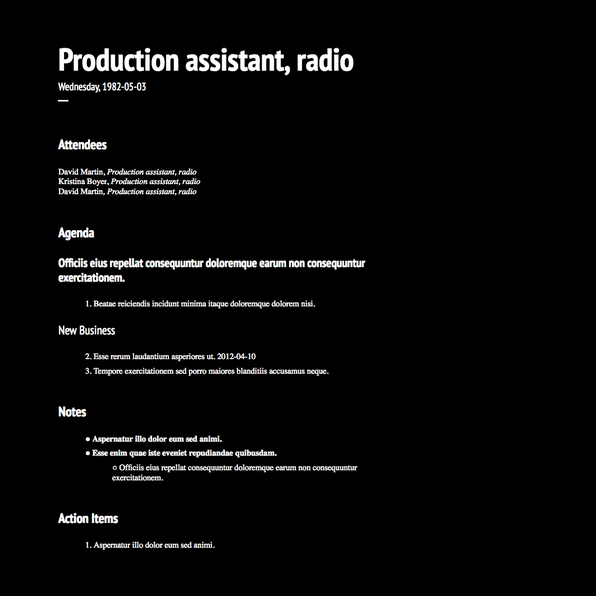 Production assistant, radio
Wednesday, 1982-05-03
Attendees
David Martin, Production assistant, radio
Kristina Boyer, Production assistant, radio
David Martin, Production assistant, radio
Agenda
Officiis eius repellat consequuntur doloremque earum non consequuntur
exercitationem.
1. Beatae reiciendis incidunt minima itaque doloremque dolorem nisi.
New Business
2. Esse rerum laudantium asperiores ut. 2012-04-10
3. Tempore exercitationem sed porro maiores blanditiis accusamus neque.
Notes
● Aspernatur illo dolor eum sed animi.
● Esse enim quae iste eveniet repudiandae quibusdam.
○ Officiis eius repellat consequuntur doloremque earum non consequuntur
exercitationem.
Action Items
1. Aspernatur illo dolor eum sed animi.